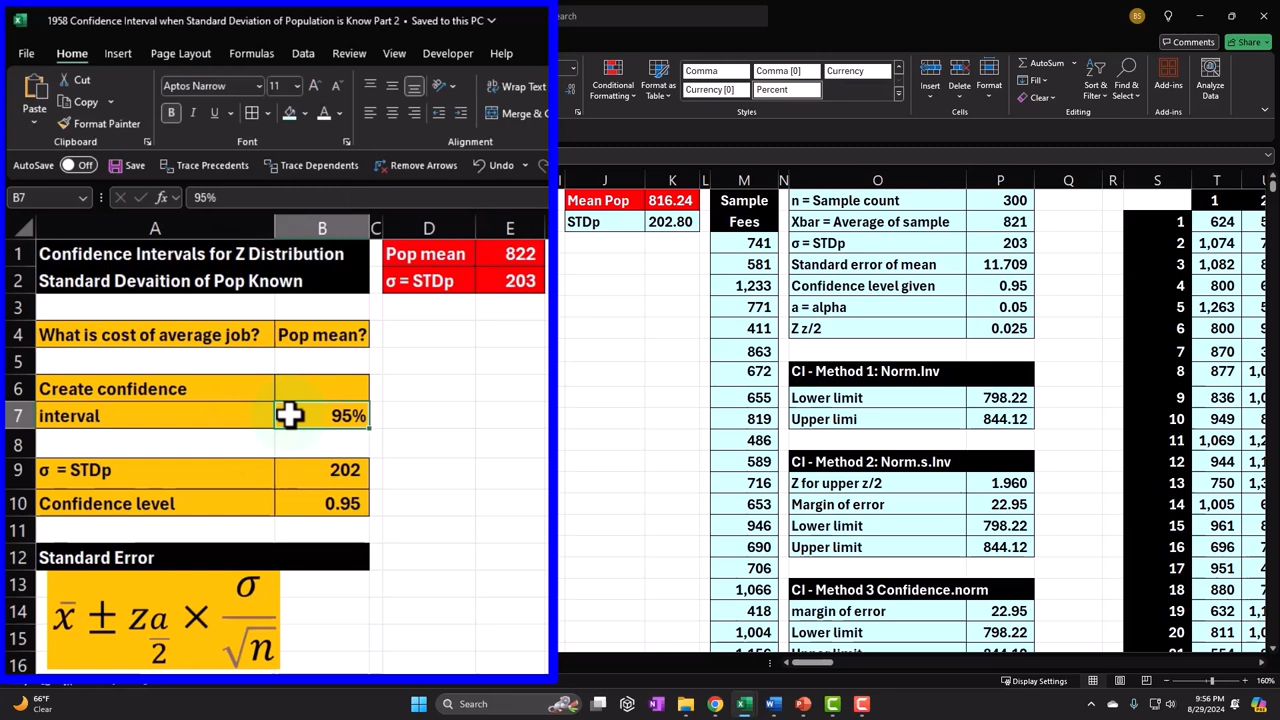 1958 Confidence Interval when Standard Deviation of Population is Know Part 2 • Saved to this PC
earch
BS
File Home Insert Page Layout Formulas Data Review View Developer Help
Comments Share
Cut
Copy
Format Painter
Paste
Clipboard
Aptos Narrow 11
B I U
Font
Wrap Text
Merge & C
Alignment
Conditional Formatting
Format as Table
Comma Comma [0] Currency
Currency [0] Percent
Styles
Insert Delete Format
Cells
AutoSum
Fill
Clear
Sort & Filter
Find & Select
Editing
Add-ins
Add-ins
Analyze Data
AutoSave Off Save Trace Precedents Trace Dependents Remove Arrows Undo
B7 fx 95%
A B C D E
1 Confidence Intervals for Z Distribution Pop mean 822
2 Standard Devaition of Pop Known σ = STDp 203
3
4 What is cost of average job? Pop mean?
5
6 Create confidence
7 interval 95%
8
9 σ = STDp 202
10 Confidence level 0.95
11
12 Standard Error
13
14
15
16
x̄ ± za/2 × σ/√n
J K L M N O P Q R S T
Mean Pop 816.24 Sample n = Sample count 300 1 2
STDp 202.80 Fees Xbar = Average of sample 821 1 624
741 σ = STDp 203 2 1,074
581 Standard error of mean 11.709 3 1,082
1,233 Confidence level given 0.95 4 800
771 a = alpha 0.05 5 1,263
411 Z z/2 0.025 6 800
863 7 870
672 CI - Method 1: Norm.Inv 8 877
655 Lower limit 798.22 9 836
819 Upper limi 844.12 10 949
486 11 1,069
589 CI - Method 2: Norm.s.Inv 12 944
716 Z for upper z/2 1.960 13 750
653 Margin of error 22.95 14 1,005
946 Lower limit 798.22 15 961
690 Upper limit 844.12 16 696
706 17 951
1,066 CI - Method 3 Confidence.norm 18 880
418 margin of error 22.95 19 632
1,004 Lower limit 798.22 20 811
Display Settings
160%
66°F
Clear
Search
9:56 PM
8/29/2024